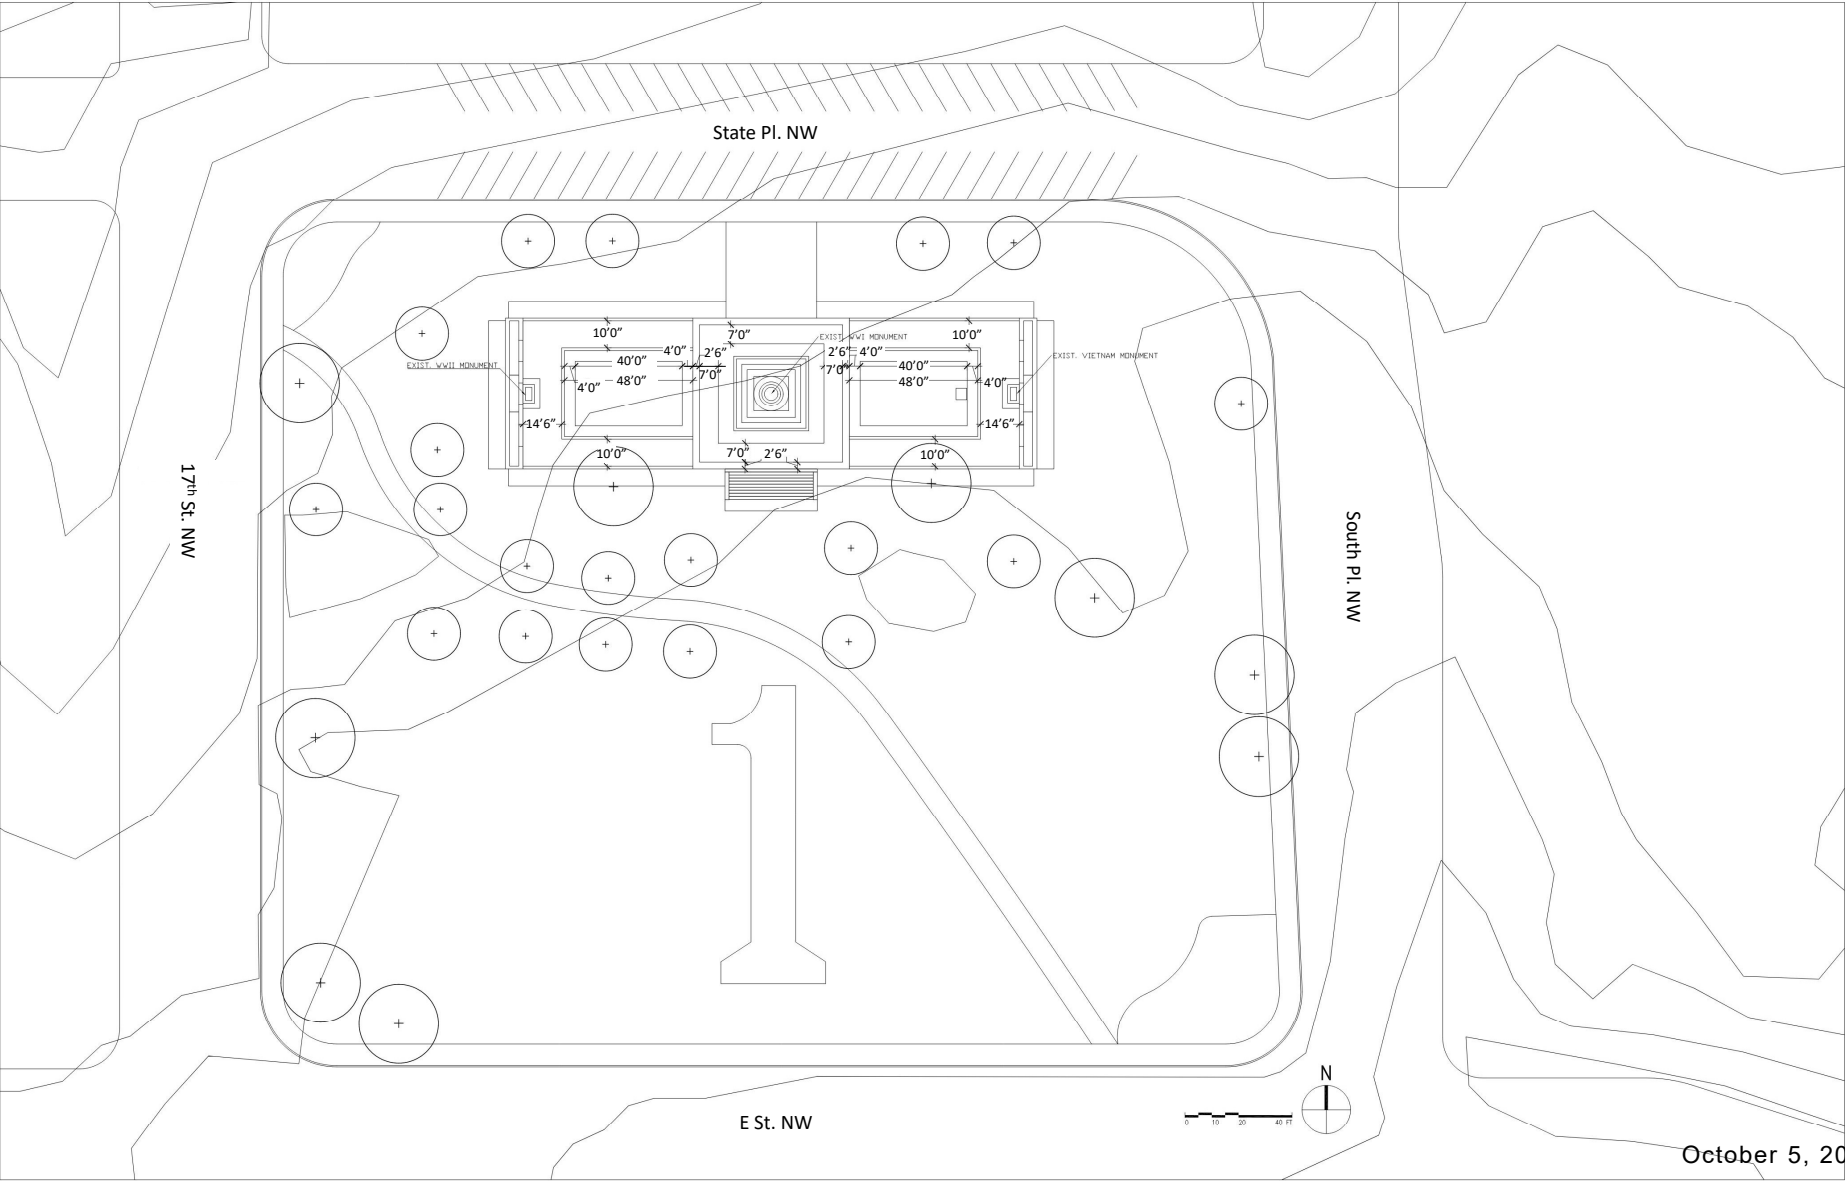 State Pl. NW
10’0”
7’0”
EXIST. WWI MONUMENT
10’0”
4’0”
2’6”
2’6”
4’0”
EXIST. VIETNAM MONUMENT
EXIST. WWII MONUMENT
40’0”
7’0”
7’0”
40’0”
4’0”
48’0”
48’0”
4’0”
14’6”
14’6”
10’0”
7’0”
2’6”
10’0”
17th St. NW
South Pl. NW
N
E St. NW
0 10 20 40 FT
October 5, 20